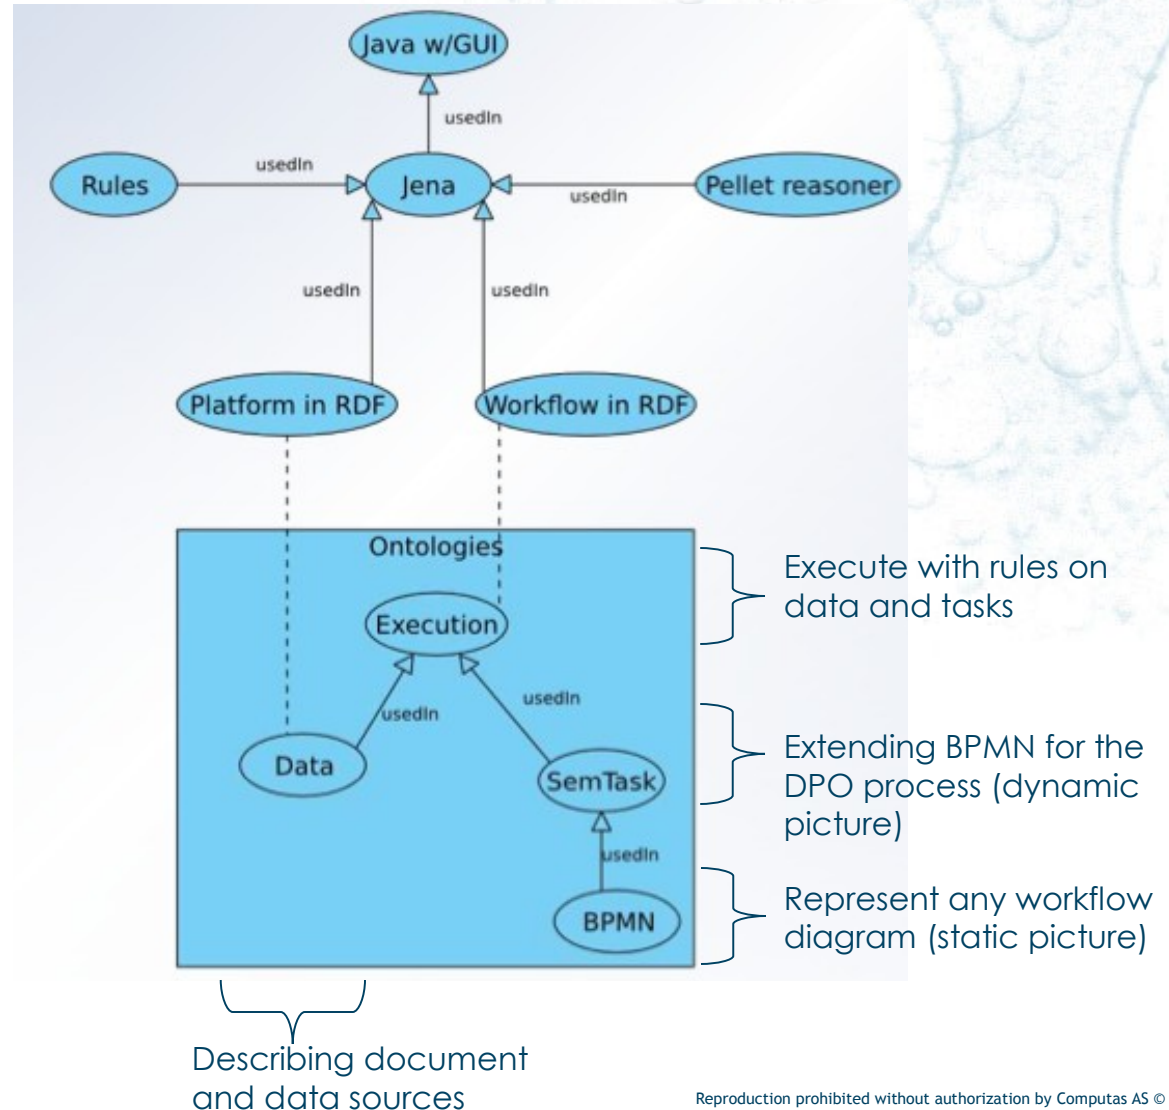 Java w/GUI
usedIn
usedIn
Rules
Jena
Pellet reasoner
usedIn
usedIn
usedIn
Platform in RDF
Workflow in RDF
Ontologies
Execution
usedIn
usedIn
Data
SemTask
usedIn
BPMN
Execute with rules on
data and tasks
Extending BPMN for the
DPO process (dynamic
picture)
Represent any workflow
diagram (static picture)
Describing document
and data sources
Reproduction prohibited without authorization by Computas AS ©